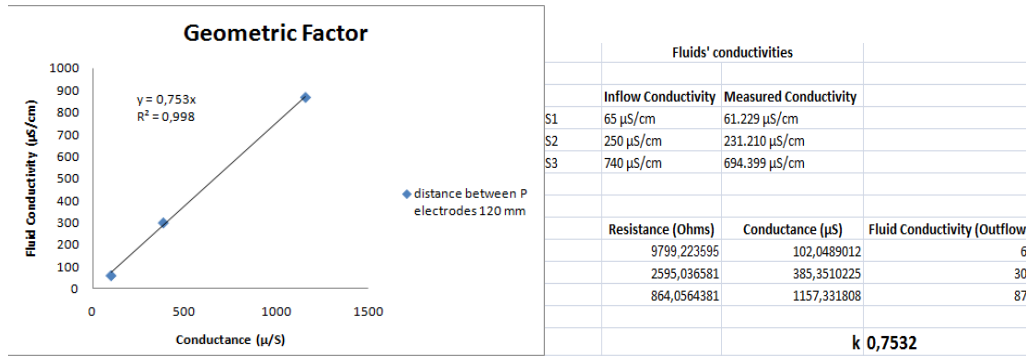 Geometric Factor
1000
900
800
700
600
500
400
300
200
100
0
0 500 1000 1500
Fluid Conductivity (µS/cm)
Conductance (µ/S)
y = 0,753x
R² = 0,998
distance between P
electrodes 120 mm
Fluids' conductivities
Inflow Conductivity Measured Conductivity
S1 65 µS/cm 61.229 µS/cm
S2 250 µS/cm 231.210 µS/cm
S3 740 µS/cm 694.399 µS/cm
Resistance (Ohms) Conductance (µS) Fluid Conductivity (Outflow
9799,223595 102,0489012 6
2595,036581 385,3510225 30
864,0564381 1157,331808 87
k 0,7532